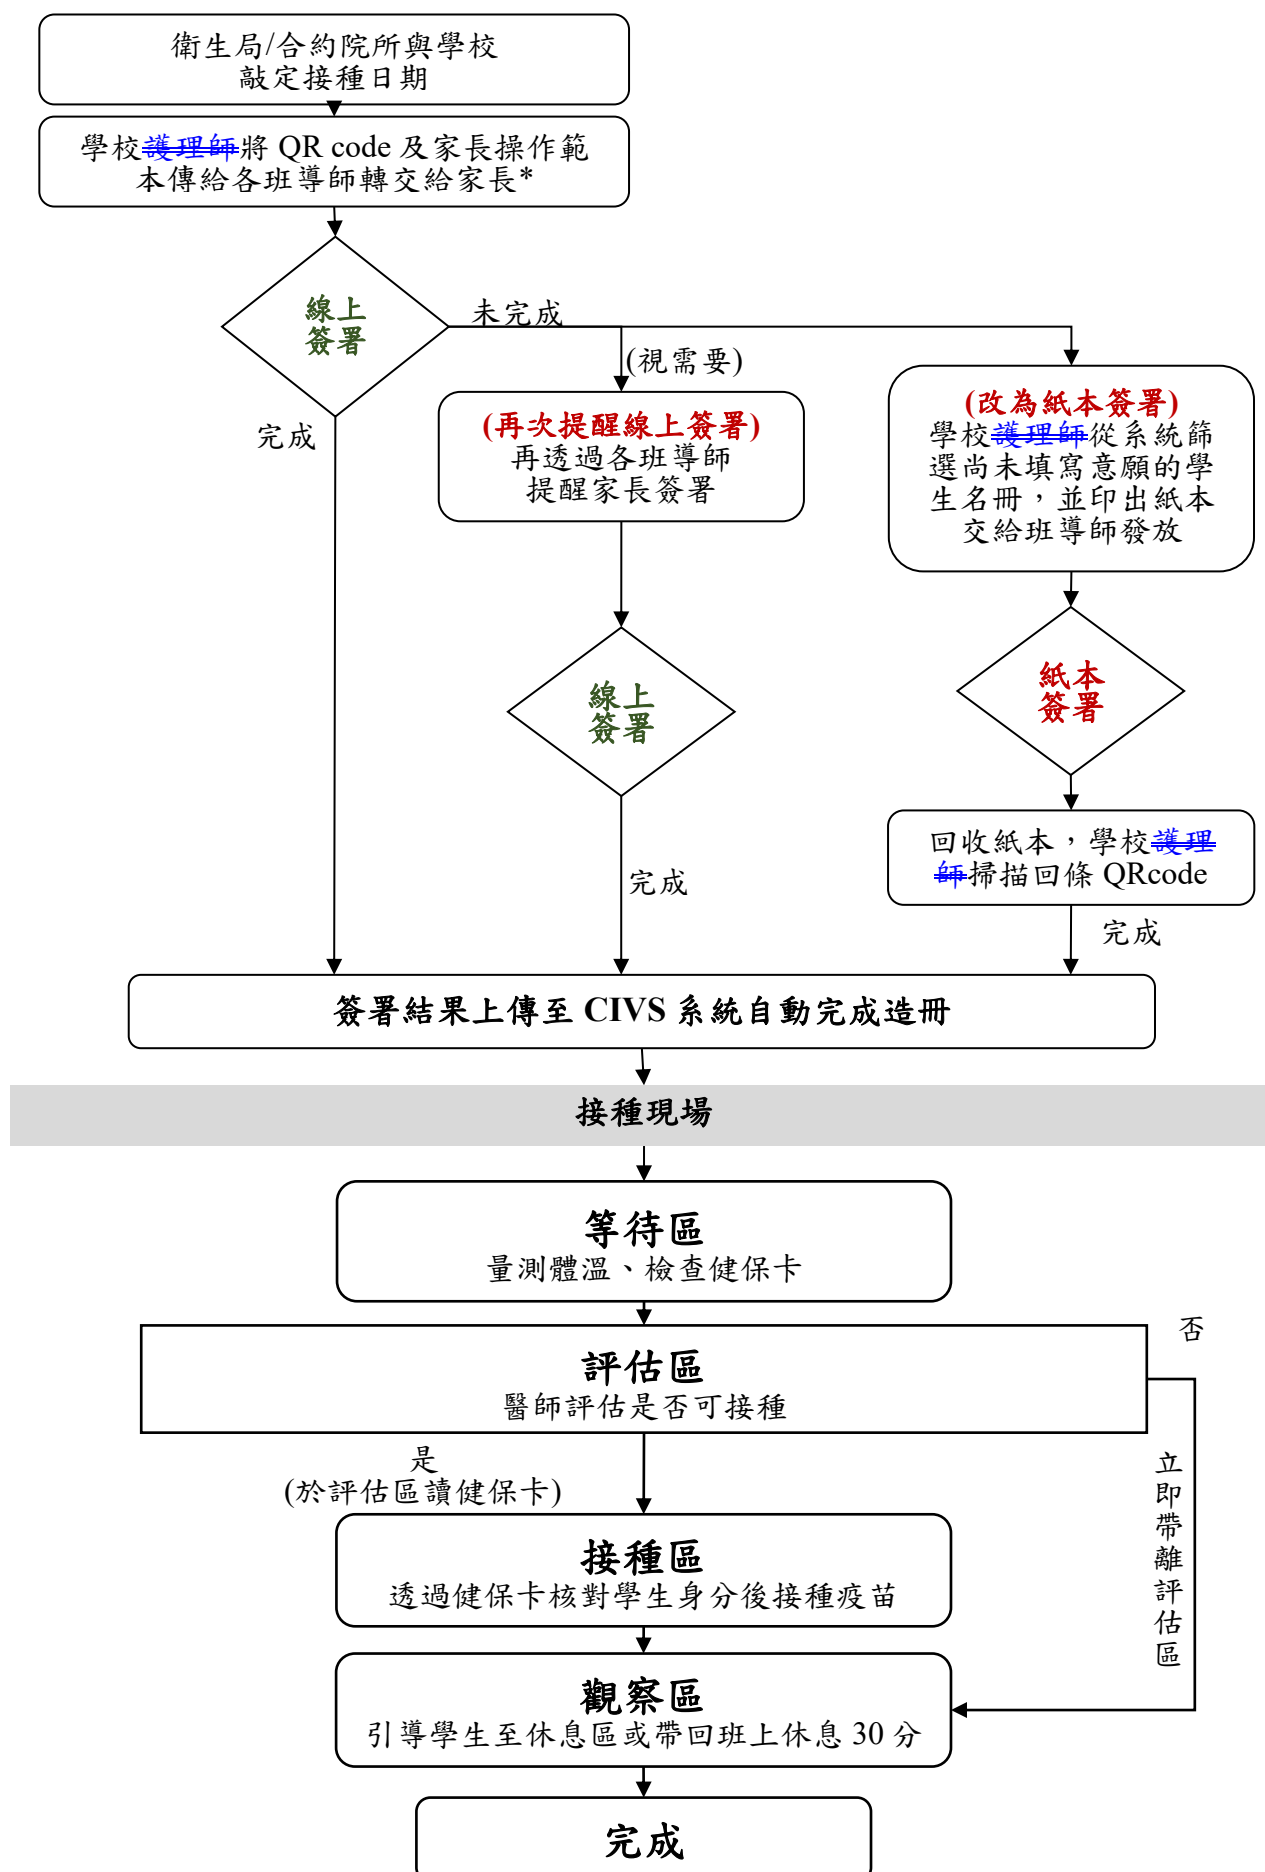 衛生局/合約院所與學校
敲定接種日期
學校護理師將 QR code 及家長操作範
本傳給各班導師轉交給家長*
線上
簽署
未完成
(視需要)
完成
(再次提醒線上簽署)
再透過各班導師
提醒家長簽署
(改為紙本簽署)
學校護理師從系統篩
選尚未填寫意願的學
生名冊，並印出紙本
交給班導師發放
線上
簽署
紙本
簽署
回收紙本，學校護理
師掃描回條 QRcode
完成
完成
簽署結果上傳至 CIVS 系統自動完成造冊
接種現場
等待區
量測體溫、檢查健保卡
評估區
醫師評估是否可接種
否
是
(於評估區讀健保卡)
立即帶離評估區
接種區
透過健保卡核對學生身分後接種疫苗
觀察區
引導學生至休息區或帶回班上休息 30 分
完成